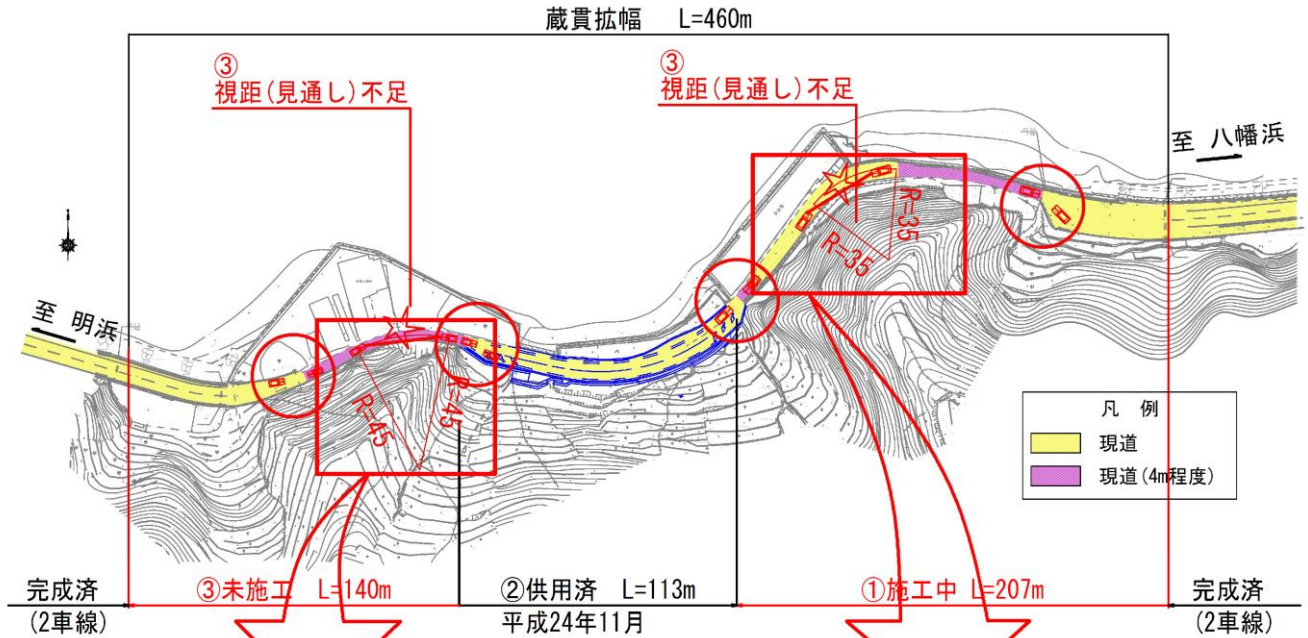 蔵貫拡幅 L=460m
③
視距(見通し)不足
③
視距(見通し)不足
至 八幡浜
至 明浜
R=35
R=35
R=45
R=45
凡 例
現道
現道(4m程度)
完成済
(2車線)
③未施工 L=140m
②供用済 L=113m
平成24年11月
①施工中 L=207m
完成済
(2車線)